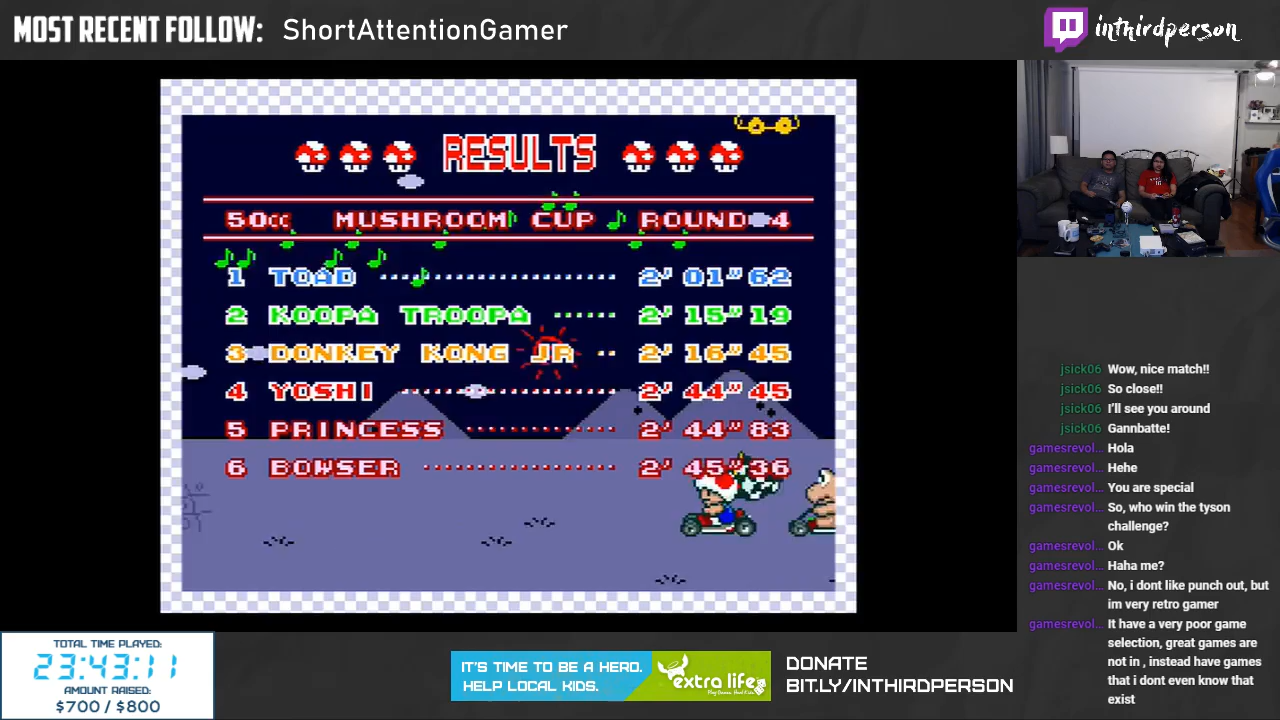 MOST RECENT FOLLOW: ShortAttentionGamer
inthirdperson
RESULTS
50cc MUSHROOM CUP ROUND 4
1 TOAD 2' 01" 62
2 KOOPA TROOPA 2' 15" 19
3 DONKEY KONG JR 2' 16" 45
4 YOSHI 2' 44" 45
5 PRINCESS 2' 44" 83
6 BOWSER 2' 45" 36
jsick06 Wow, nice match!!
jsick06 So close!!
jsick06 I'll see you around
jsick06 Gannbatte!
gamesrevol... Hola
gamesrevol... Hehe
gamesrevol... You are special
gamesrevol... So, who win the tyson
challenge?
gamesrevol... Ok
gamesrevol... Haha me?
gamesrevol... No, i dont like punch out, but
im very retro gamer
gamesrevol... It have a very poor game
selection, great games are
not in , instead have games
that i dont even know that
exist
TOTAL TIME PLAYED:
23:43:11
AMOUNT RAISED:
$700 / $800
IT'S TIME TO BE A HERO.
HELP LOCAL KIDS.
extra life
Play Games. Heal Kids.
DONATE
BIT.LY/INTHIRDPERSON